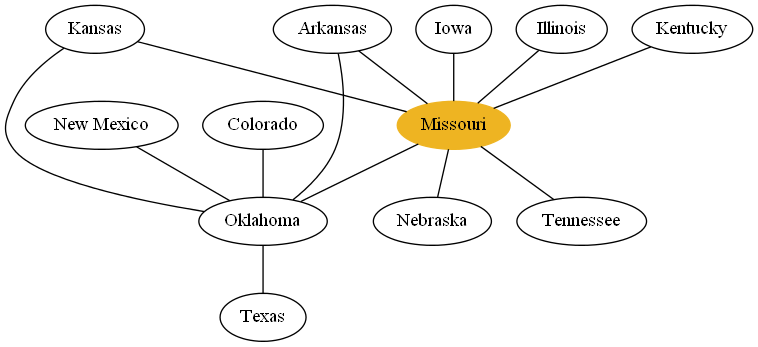 Kansas
Arkansas
Iowa
Illinois
Kentucky
New Mexico
Colorado
Missouri
Oklahoma
Nebraska
Tennessee
Texas